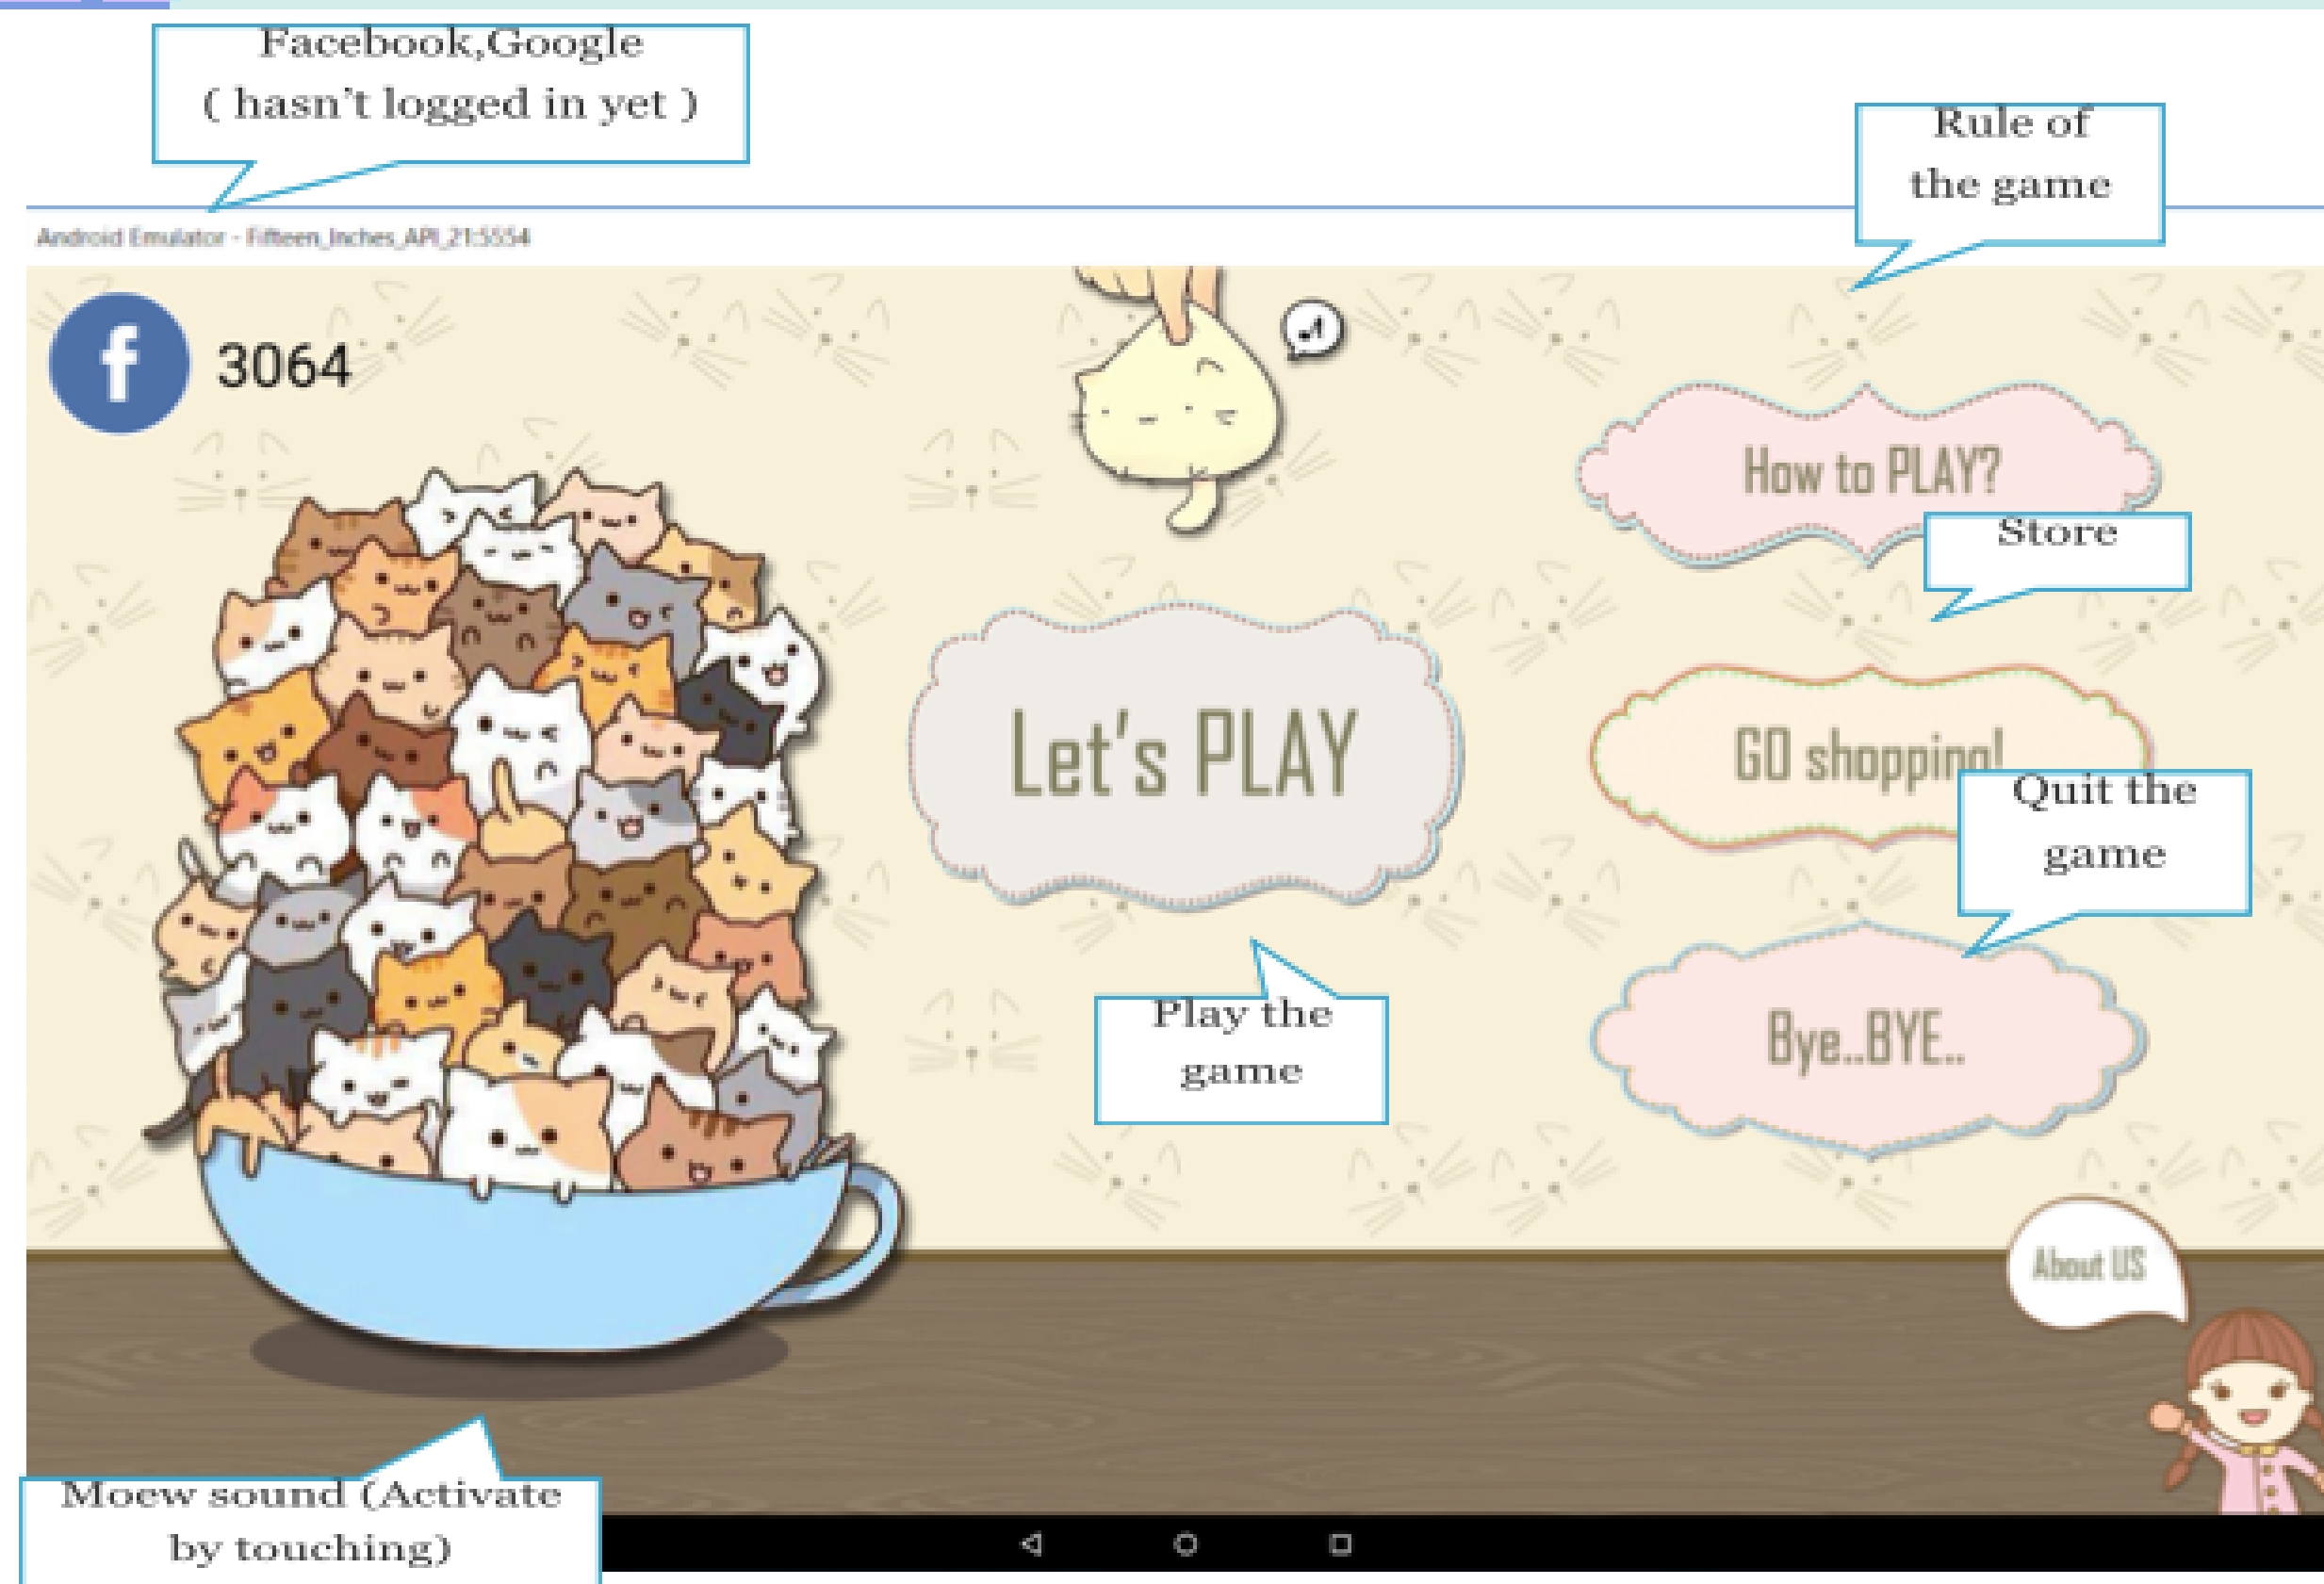 Facebook,Google
( hasn't logged in yet )
Rule of
the game
Android Emulator - Fifteen_Inches_API_21:5554
f
3064
How to PLAY?
Store
Let's PLAY
GO shopping!
Quit the
game
Play the
game
Bye..BYE..
About US
Moew sound (Activate
by touching)